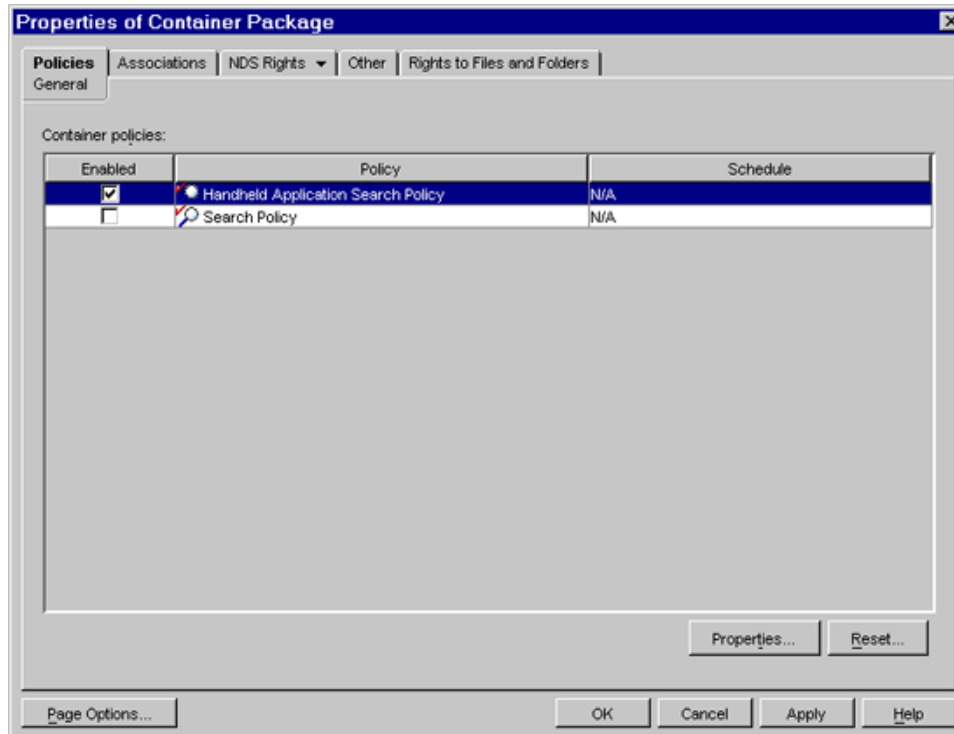 Properties of Container Package
Policies Associations NDS Rights Other Rights to Files and Folders
General
Container policies:
Enabled Policy Schedule
Handheld Application Search Policy N/A
Search Policy N/A
Properties... Reset...
Page Options... OK Cancel Apply Help